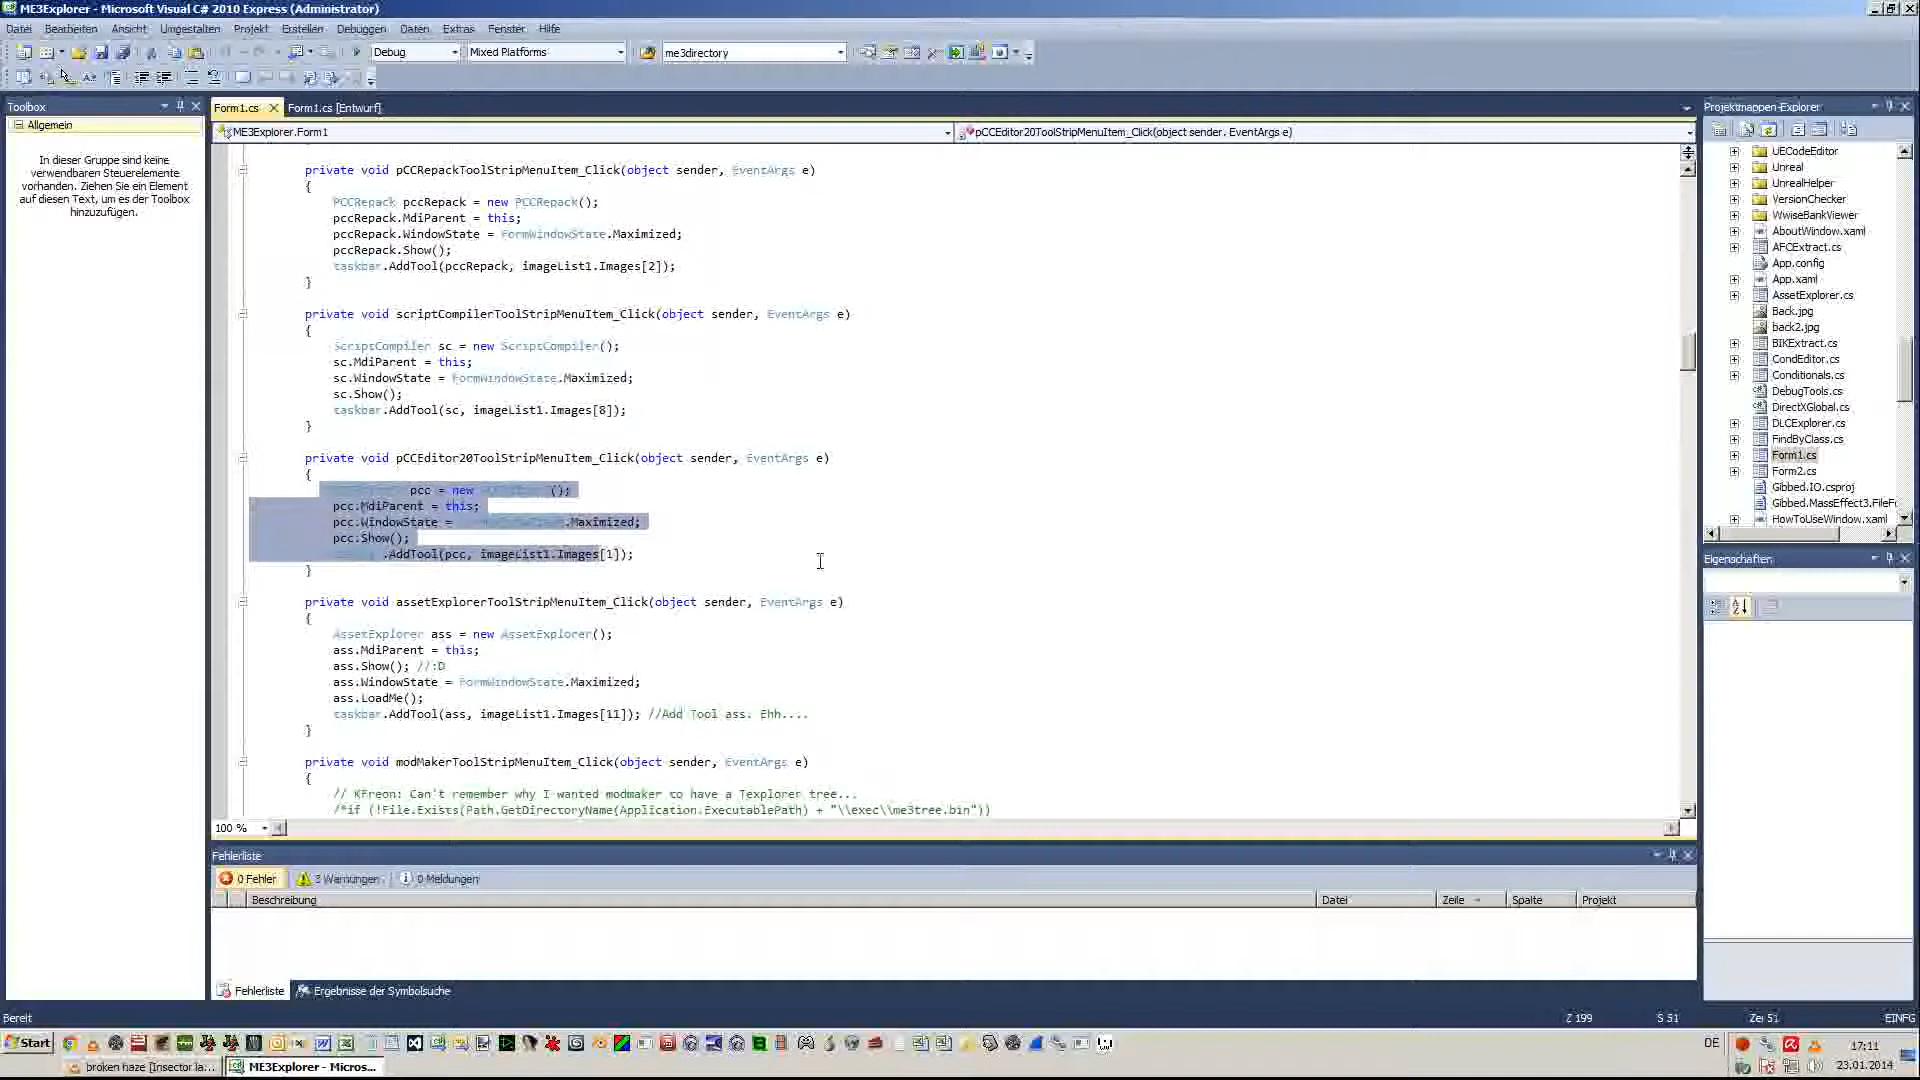 ME3Explorer - Microsoft Visual C# 2010 Express (Administrator)
Datei Bearbeiten Ansicht Umgestalten Projekt Erstellen Debuggen Daten Extras Fenster Hilfe
Debug Mixed Platforms me3directory
Toolbox
Allgemein
In dieser Gruppe sind keine
verwendbaren Steuerelemente
vorhanden. Ziehen Sie ein Element
auf diesen Text, um es der Toolbox
hinzuzufügen.
Form1.cs Form1.cs [Entwurf]
ME3Explorer.Form1 pCCEditor20ToolStripMenuItem_Click(object sender, EventArgs e)
private void pCCRepackToolStripMenuItem_Click(object sender, EventArgs e)
{
PCCRepack pccRepack = new PCCRepack();
pccRepack.MdiParent = this;
pccRepack.WindowState = FormWindowState.Maximized;
pccRepack.Show();
taskbar.AddTool(pccRepack, imageList1.Images[2]);
}
private void scriptCompilerToolStripMenuItem_Click(object sender, EventArgs e)
{
ScriptCompiler sc = new ScriptCompiler();
sc.MdiParent = this;
sc.WindowState = FormWindowState.Maximized;
sc.Show();
taskbar.AddTool(sc, imageList1.Images[8]);
}
private void pCCEditor20ToolStripMenuItem_Click(object sender, EventArgs e)
{
pcc = new ();
pcc.MdiParent = this;
pcc.WindowState = .Maximized;
pcc.Show();
.AddTool(pcc, imageList1.Images[1]);
}
private void assetExplorerToolStripMenuItem_Click(object sender, EventArgs e)
{
AssetExplorer ass = new AssetExplorer();
ass.MdiParent = this;
ass.Show(); //:D
ass.WindowState = FormWindowState.Maximized;
ass.LoadMe();
taskbar.AddTool(ass, imageList1.Images[11]); //Add Tool ass. Ehh....
}
private void modMakerToolStripMenuItem_Click(object sender, EventArgs e)
{
// KFreon: Can't remember why I wanted modmaker to have a Texplorer tree...
/*if (!File.Exists(Path.GetDirectoryName(Application.ExecutablePath) + "\\exec\\me3tree.bin"))
100 %
Fehlerliste
0 Fehler 3 Warnungen 0 Meldungen
Beschreibung Datei Zeile Spalte Projekt
Fehlerliste Ergebnisse der Symbolsuche
Projektmappen-Explorer
UECodeEditor
Unreal
UnrealHelper
VersionChecker
WwiseBankViewer
AboutWindow.xaml
AFCExtract.cs
App.config
App.xaml
AssetExplorer.cs
Back.jpg
back2.jpg
BIKExtract.cs
CondEditor.cs
Conditionals.cs
DebugTools.cs
DirectXGlobal.cs
DLCExplorer.cs
FindByClass.cs
Form1.cs
Form2.cs
Gibbed.IO.csproj
Gibbed.MassEffect3.FileF
HowToUseWindow.xaml
Eigenschaften
Bereit Z 199 S 51 Zei 51 EINFG
Start DE 17:11
broken haze [Insector la... ME3Explorer - Micros... 23.01.2014